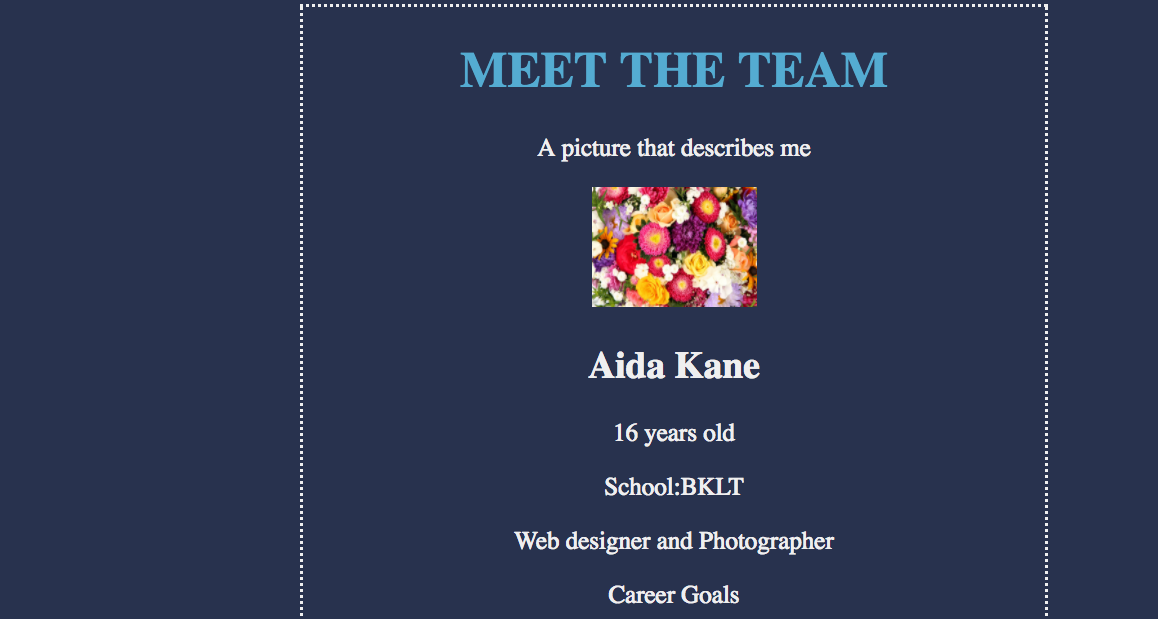 MEET THE TEAM
A picture that describes me
Aida Kane
16 years old
School:BKLT
Web designer and Photographer
Career Goals